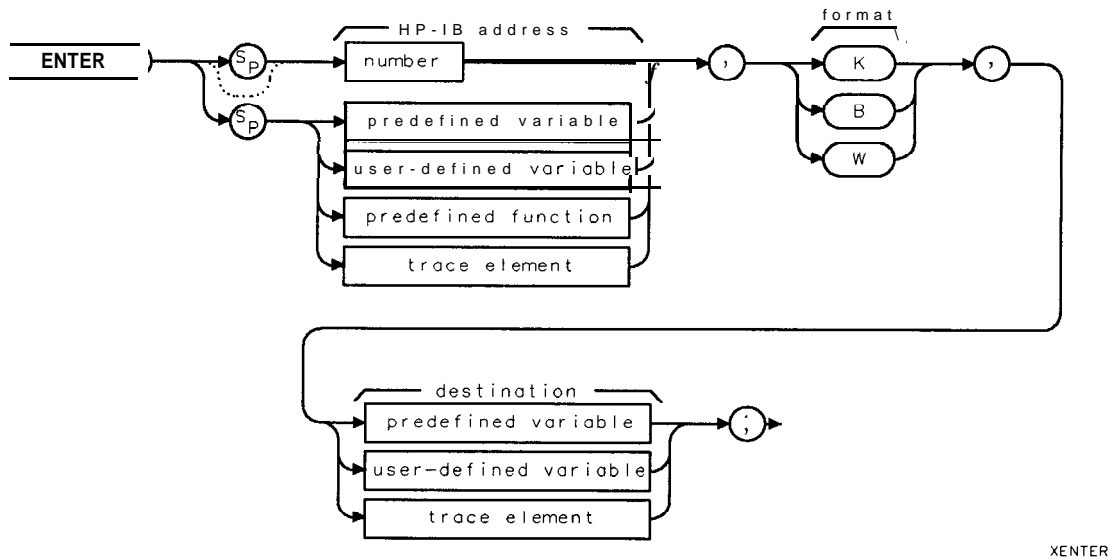 format
HP-IB address
ENTER
SP
number
,
K
,
B
SP
predefined variable
W
user-defined variable
predefined function
trace element
destination
predefined variable
;
user-defined variable
trace element
XENTER